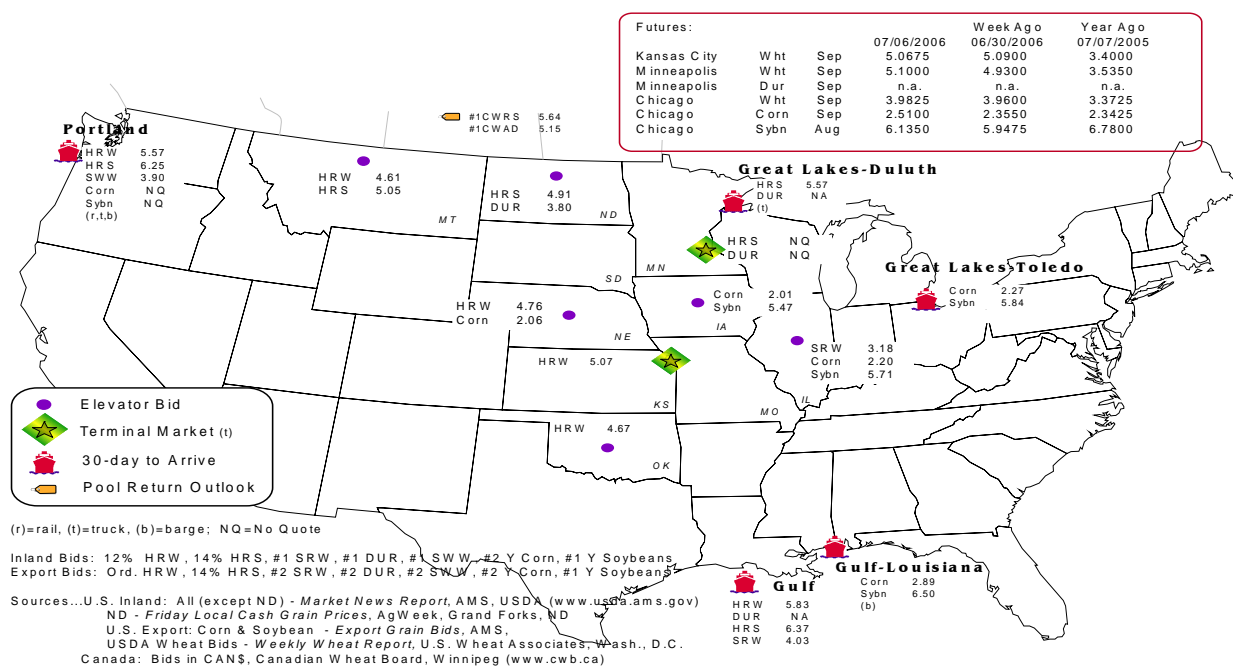 Futures: Week Ago Year Ago
07/06/2006 06/30/2006 07/07/2005
Kansas City Wht Sep 5.0675 5.0900 3.4000
Minneapolis Wht Sep 5.1000 4.9300 3.5350
Minneapolis Dur Sep n.a. n.a. n.a.
Chicago Wht Sep 3.9825 3.9600 3.3725
Chicago Corn Sep 2.5100 2.3550 2.3425
Chicago Sybn Aug 6.1350 5.9475 6.7800
#1CWRS 5.64
#1CWAD 5.15
Portland
HRW 5.57
HRS 6.25
SWW 3.90
Corn NQ
Sybn NQ
(r,t,b)
HRW 4.61
HRS 5.05
MT
HRS 4.91
DUR 3.80
ND
Great Lakes-Duluth
HRS 5.57
DUR NA
(t)
HRS NQ
DUR NQ
MN
SD
Great Lakes-Toledo
Corn 2.27
Sybn 5.84
HRW 4.76
Corn 2.06
NE
Corn 2.01
Sybn 5.47
IA
SRW 3.18
Corn 2.20
Sybn 5.71
IL
HRW 5.07
KS
MO
HRW 4.67
OK
Elevator Bid
Terminal Market (t)
30-day to Arrive
Pool Return Outlook
Gulf-Louisiana
Corn 2.89
Sybn 6.50
(b)
Gulf
HRW 5.83
DUR NA
HRS 6.37
SRW 4.03
(r)=rail, (t)=truck, (b)=barge; NQ=No Quote
Inland Bids: 12% HRW, 14% HRS, #1 SRW, #1 DUR, #1 SWW, #2 Y Corn, #1 Y Soybeans
Export Bids: Ord. HRW, 14% HRS, #2 SRW, #2 DUR, #2 SWW, #2 Y Corn, #1 Y Soybeans
Sources...U.S. Inland: All (except ND) - Market News Report, AMS, USDA (www.usda.ams.gov)
ND - Friday Local Cash Grain Prices, AgWeek, Grand Forks, ND
U.S. Export: Corn & Soybean - Export Grain Bids, AMS,
USDA Wheat Bids - Weekly Wheat Report, U.S. Wheat Associates, Wash., D.C.
Canada: Bids in CAN$, Canadian Wheat Board, Winnipeg (www.cwb.ca)